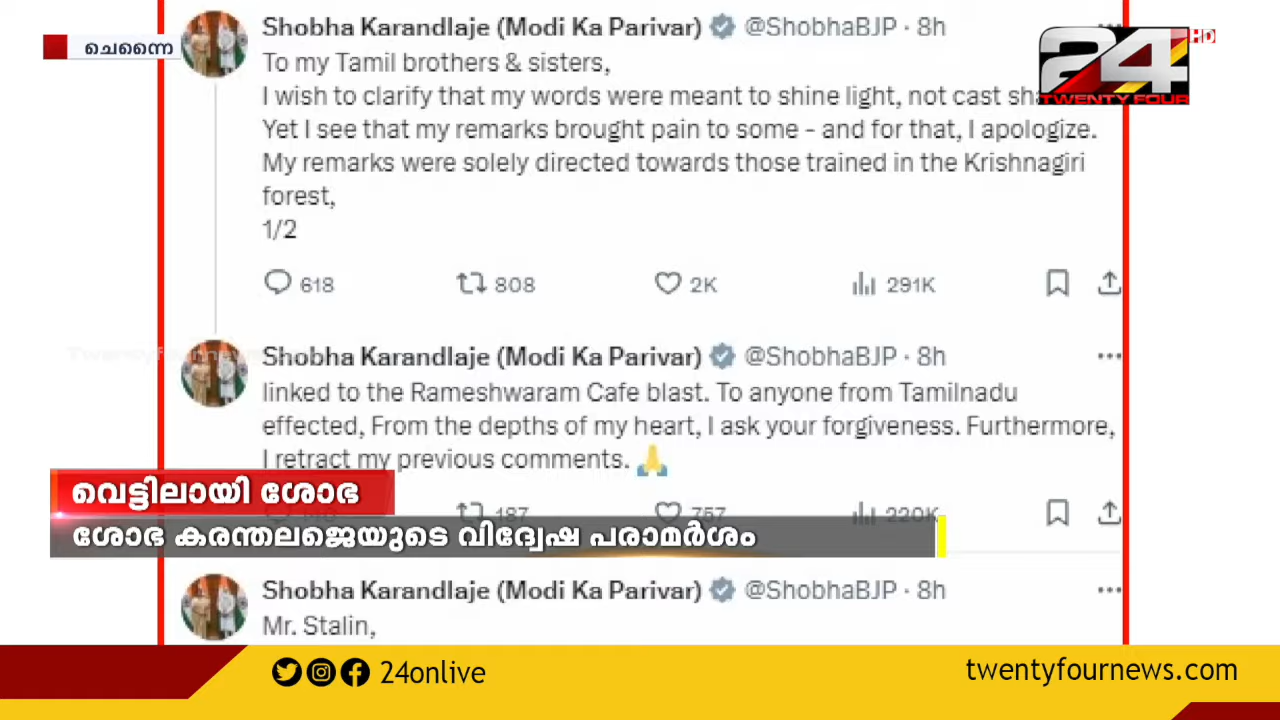 ചെന്നൈ
24
TWENTY FOUR
HD
Shobha Karandlaje (Modi Ka Parivar) @ShobhaBJP · 8h
To my Tamil brothers & sisters,
I wish to clarify that my words were meant to shine light, not cast
Yet I see that my remarks brought pain to some – and for that, I apologize.
My remarks were solely directed towards those trained in the Krishnagiri
forest,
1/2
618 808 2K 291K
Shobha Karandlaje (Modi Ka Parivar) @ShobhaBJP · 8h
linked to the Rameshwaram Cafe blast. To anyone from Tamilnadu
effected, From the depths of my heart, I ask your forgiveness. Furthermore,
I retract my previous comments. 🙏
187 757 220K
വെട്ടിലായി ശോഭ
ശോഭ കരന്തലജെയുടെ വിദ്വേഷ പരാമർശം
Shobha Karandlaje (Modi Ka Parivar) @ShobhaBJP · 8h
Mr. Stalin,
24onlive
twentyfournews.com